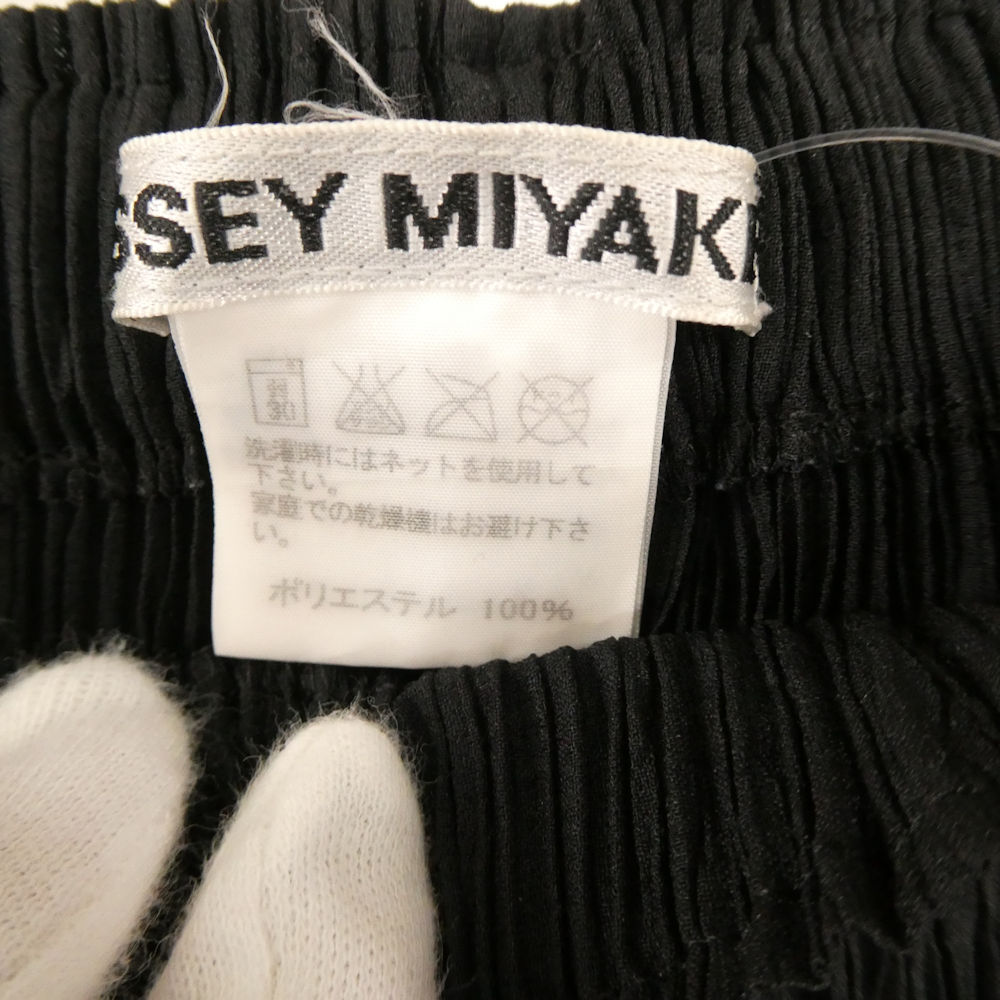 SSEY MIYAK
弱
30
洗濯時にはネットを使用して
下さい。
家庭での乾燥機はお避け下さ
い。
ポリエステル 100%